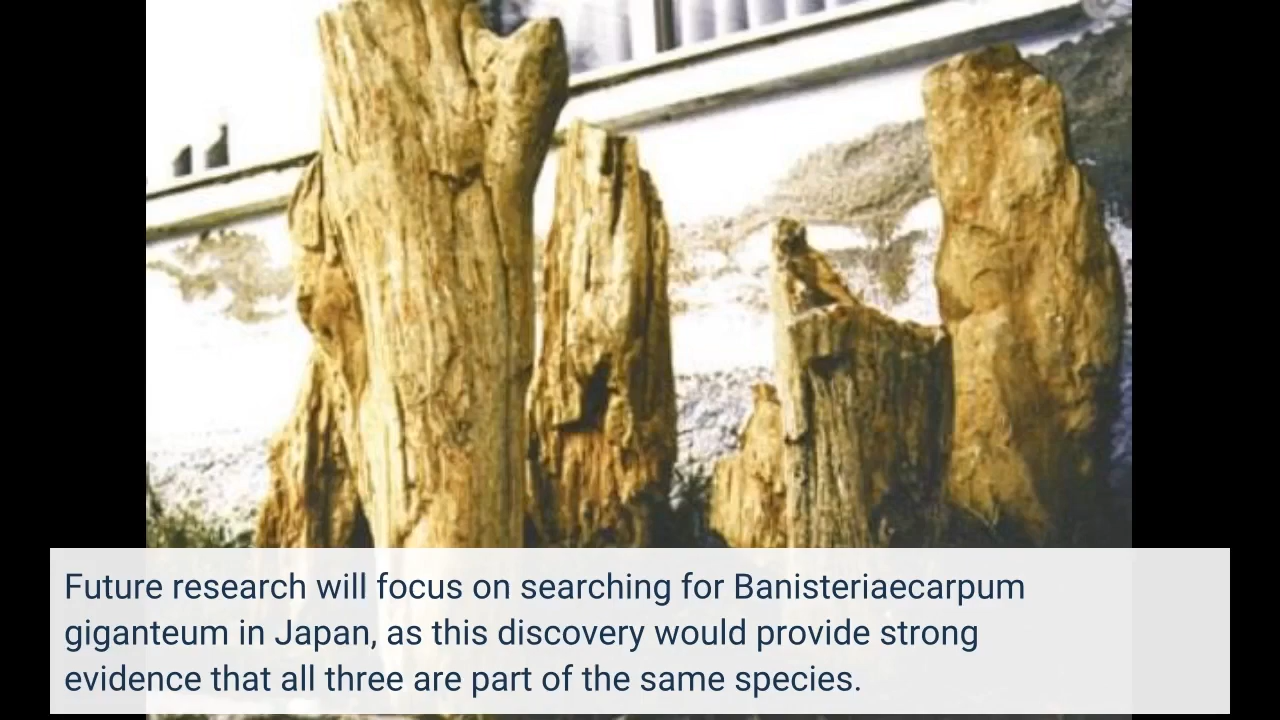 Future research will focus on searching for Banisteriaecarpum
giganteum in Japan, as this discovery would provide strong
evidence that all three are part of the same species.